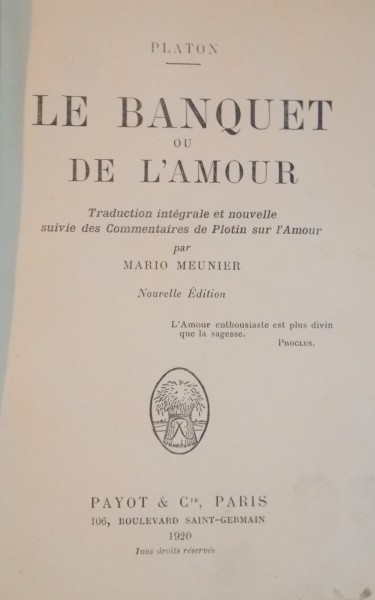 PLATON
LE BANQUET
OU
DE L'AMOUR
Traduction intégrale et nouvelle
suivie des Commentaires de Plotin sur l'Amour
par
MARIO MEUNIER
Nouvelle Édition
L'Amour enthousiaste est plus divin
que la sagesse.
PROCLUS.
PAYOT & Cie, PARIS
106, BOULEVARD SAINT-GERMAIN
1920
Tous droits réservés